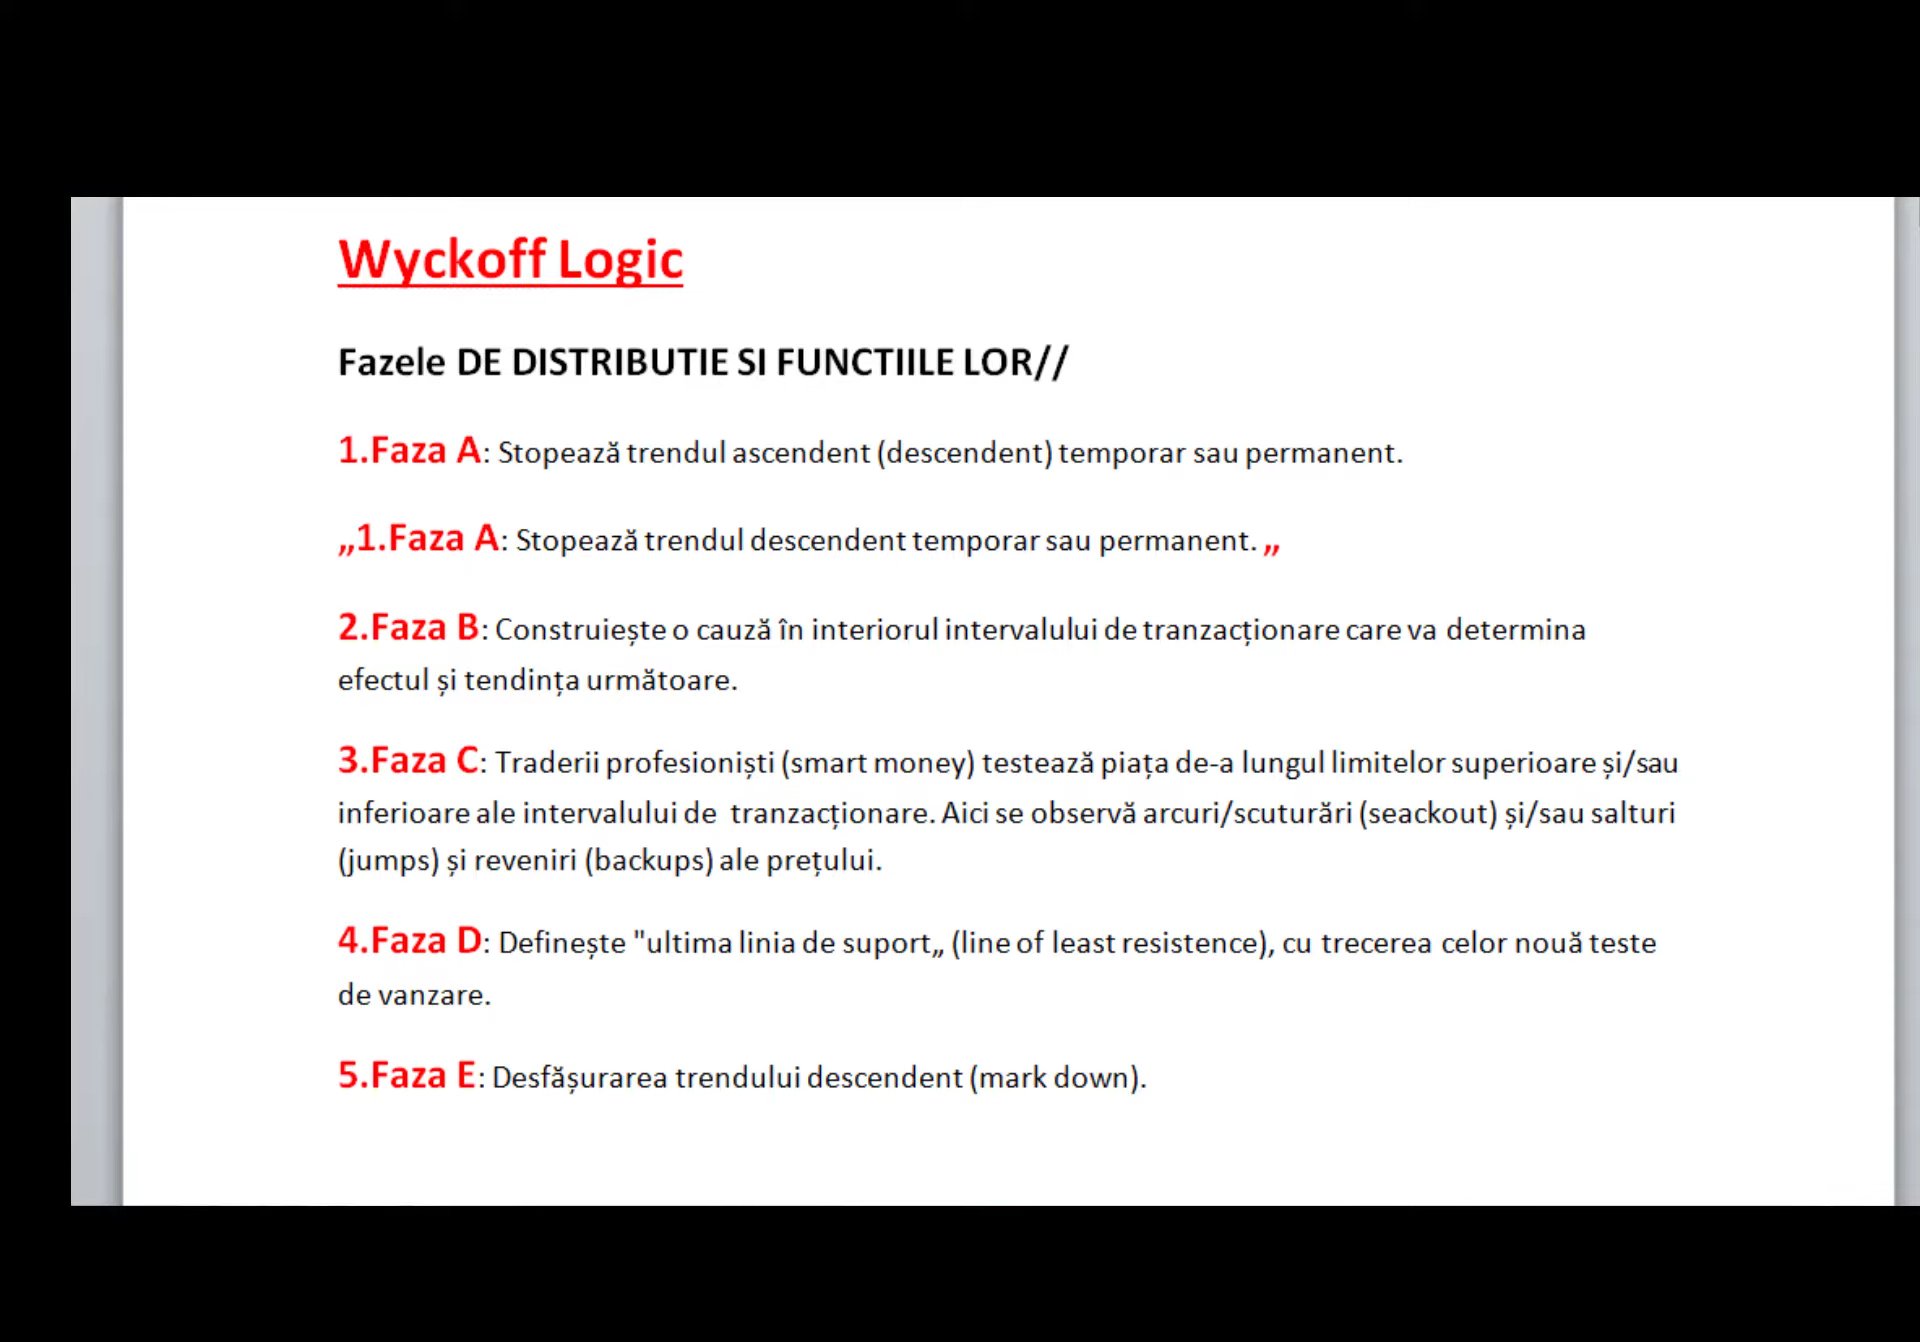 Wyckoff Logic
Fazele DE DISTRIBUTIE SI FUNCTIILE LOR//
1.Faza A: Stopează trendul ascendent (descendent) temporar sau permanent.
„1.Faza A: Stopează trendul descendent temporar sau permanent. „
2.Faza B: Construiește o cauză în interiorul intervalului de tranzacționare care va determina
efectul și tendința următoare.
3.Faza C: Traderii profesioniști (smart money) testează piața de-a lungul limitelor superioare și/sau
inferioare ale intervalului de tranzacționare. Aici se observă arcuri/scuturări (seackout) și/sau salturi
(jumps) și reveniri (backups) ale prețului.
4.Faza D: Definește "ultima linia de suport„ (line of least resistence), cu trecerea celor nouă teste
de vanzare.
5.Faza E: Desfășurarea trendului descendent (mark down).